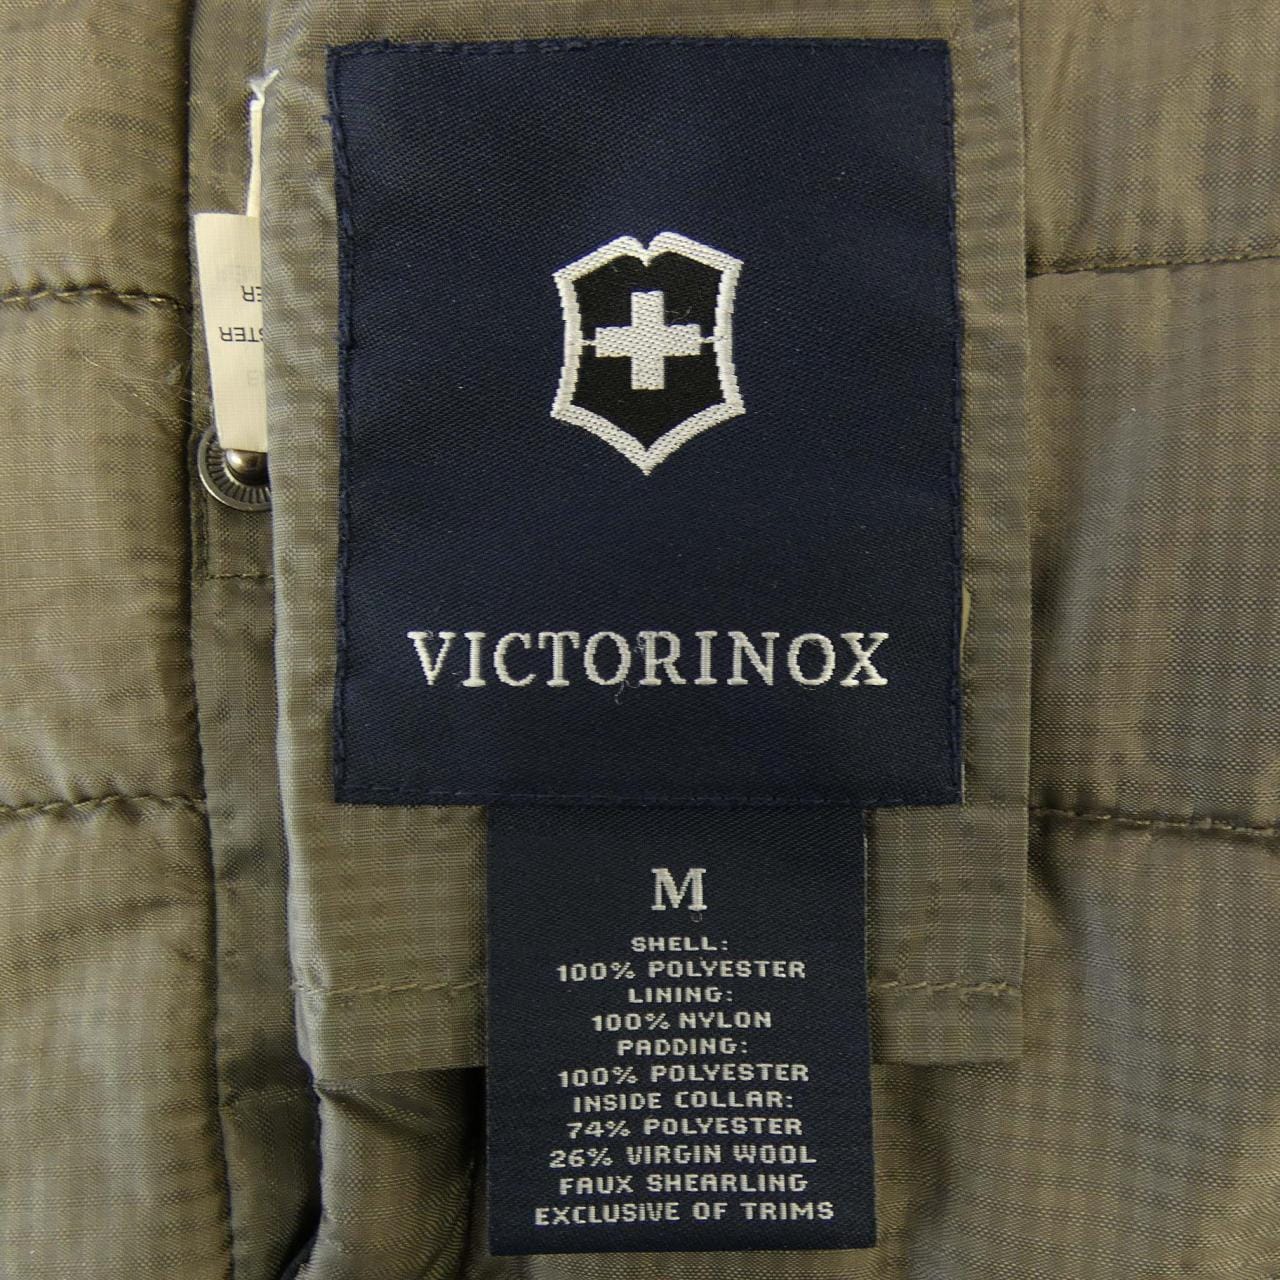 VICTORINOX
M
SHELL:
100% POLYESTER
LINING:
100% NYLON
PADDING:
100% POLYESTER
INSIDE COLLAR:
74% POLYESTER
26% VIRGIN WOOL
FAUX SHEARLING
EXCLUSIVE OF TRIMS